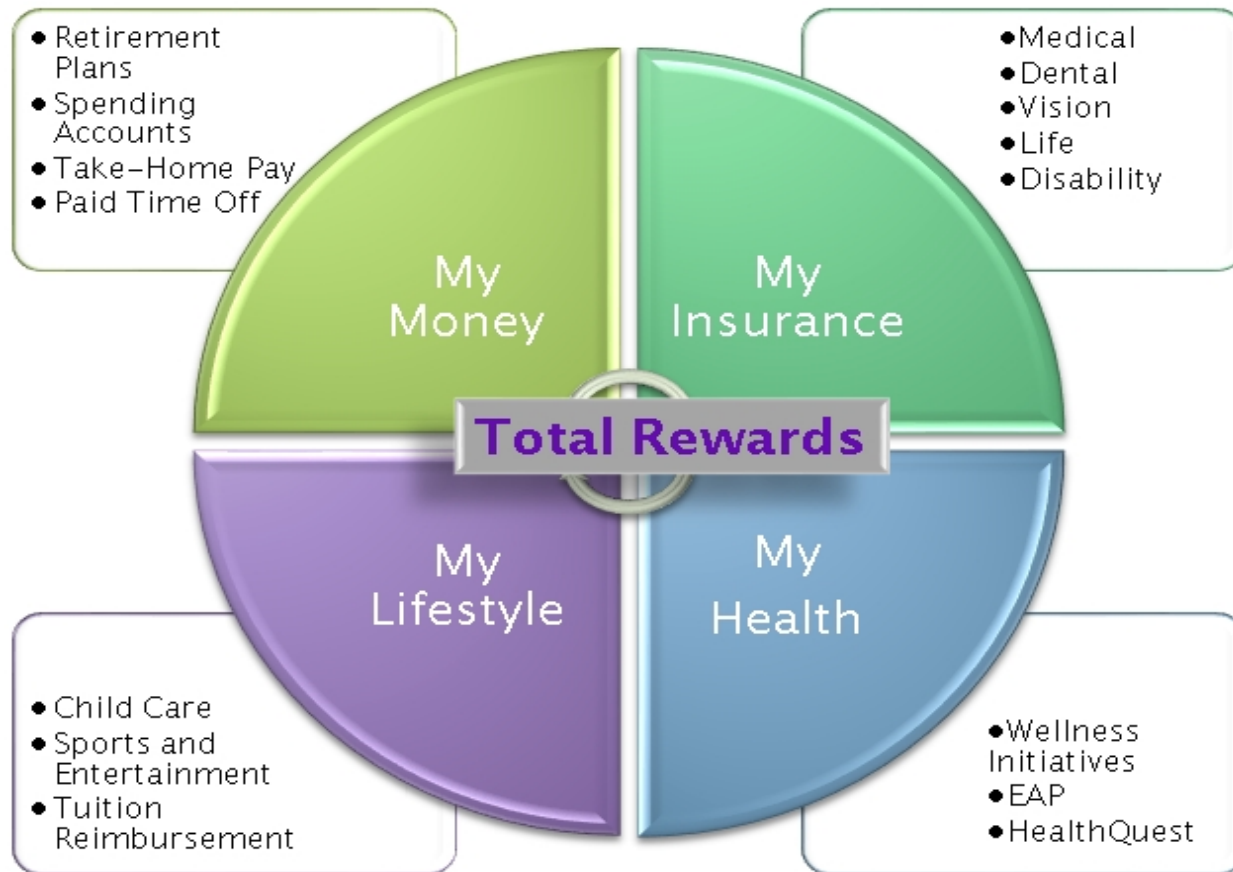 ● Retirement
Plans
● Spending
Accounts
● Take-Home Pay
● Paid Time Off
●Medical
●Dental
●Vision
●Life
●Disability
My
Money
My
Insurance
Total Rewards
My
Lifestyle
My
Health
● Child Care
● Sports and
Entertainment
● Tuition
Reimbursement
●Wellness
Initiatives
●EAP
●HealthQuest